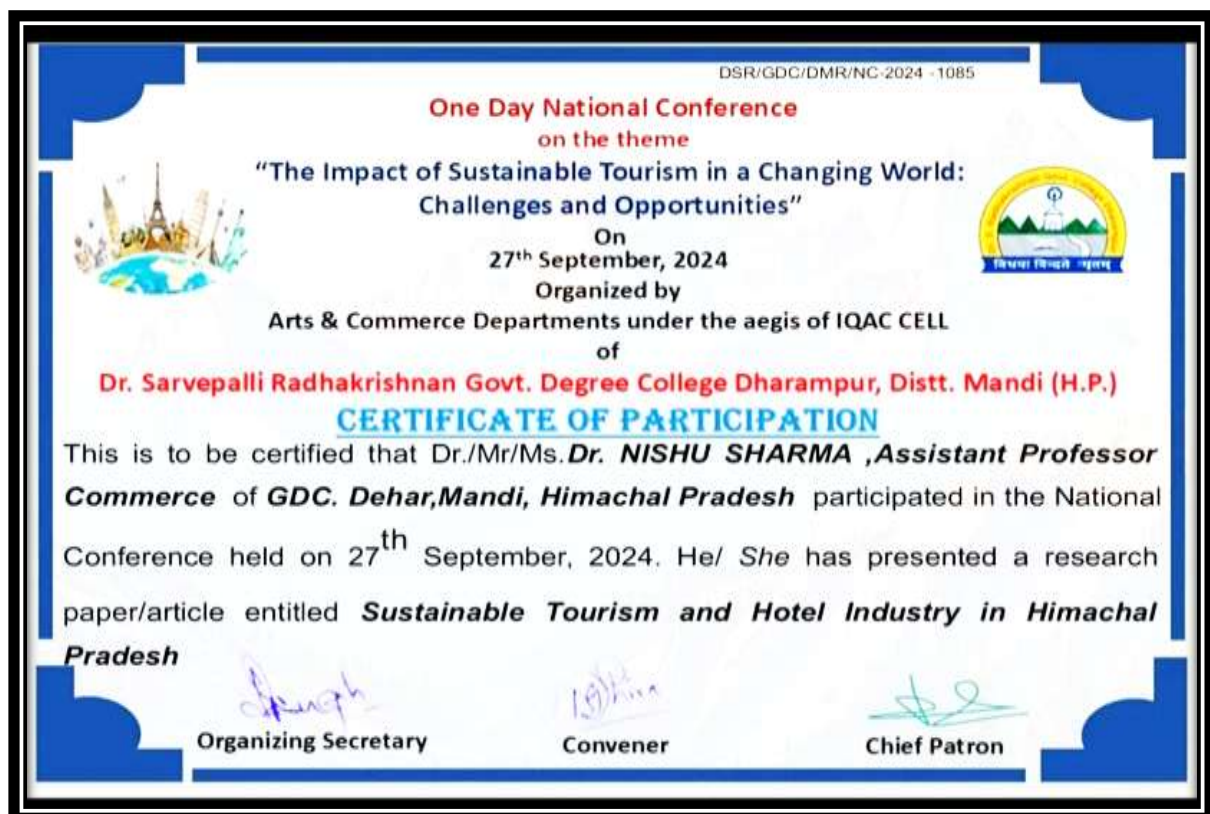 DSR/GDC/DMR/NC-2024 -1085
One Day National Conference
on the theme
“The Impact of Sustainable Tourism in a Changing World:
Challenges and Opportunities”
On
27th September, 2024
Organized by
Arts & Commerce Departments under the aegis of IQAC CELL
of
Dr. Sarvepalli Radhakrishnan Govt. Degree College Dharampur, Distt. Mandi (H.P.)
CERTIFICATE OF PARTICIPATION
This is to be certified that Dr./Mr/Ms.Dr. NISHU SHARMA ,Assistant Professor
Commerce of GDC. Dehar,Mandi, Himachal Pradesh participated in the National
Conference held on 27th September, 2024. He/ She has presented a research
paper/article entitled Sustainable Tourism and Hotel Industry in Himachal
Pradesh
Organizing Secretary
Convener
Chief Patron